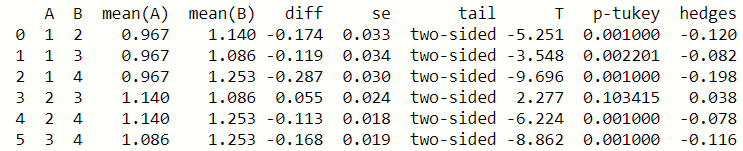 A B mean(A) mean(B) diff se tail T p-tukey hedges
0 1 2 0.967 1.140 -0.174 0.033 two-sided -5.251 0.001000 -0.120
1 1 3 0.967 1.086 -0.119 0.034 two-sided -3.548 0.002201 -0.082
2 1 4 0.967 1.253 -0.287 0.030 two-sided -9.696 0.001000 -0.198
3 2 3 1.140 1.086 0.055 0.024 two-sided 2.277 0.103415 0.038
4 2 4 1.140 1.253 -0.113 0.018 two-sided -6.224 0.001000 -0.078
5 3 4 1.086 1.253 -0.168 0.019 two-sided -8.862 0.001000 -0.116